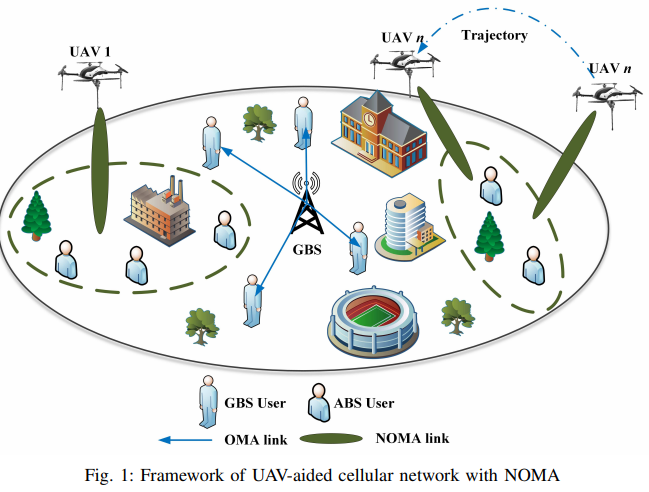 UAV 1
UAV n
Trajectory
UAV n
GBS
GBS User
ABS User
OMA link
NOMA link
Fig. 1: Framework of UAV-aided cellular network with NOMA